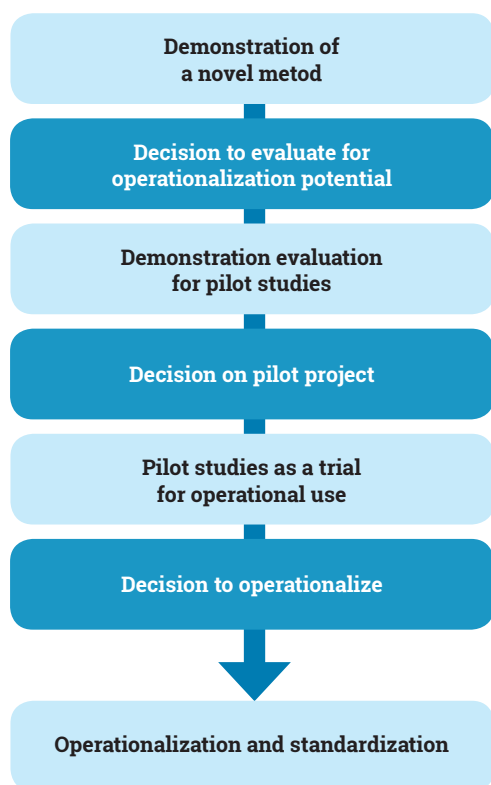 Demonstration of
a novel metod
Decision to evaluate for
operationalization potential
Demonstration evaluation
for pilot studies
Decision on pilot project
Pilot studies as a trial
for operational use
Decision to operationalize
Operationalization and standardization